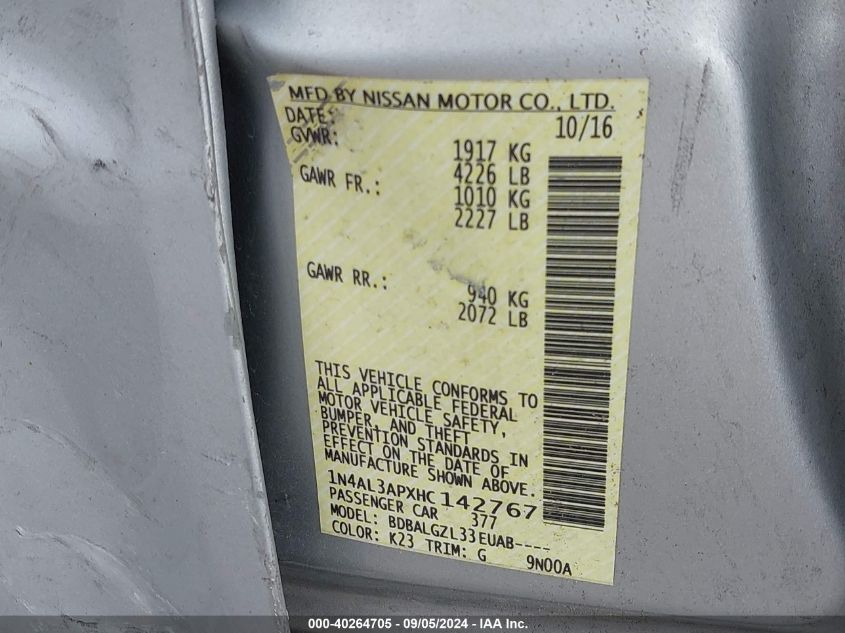 MFD BY NISSAN MOTOR CO., LTD.
DATE: 10/16
GVWR: 1917 KG
4226 LB
GAWR FR.: 1010 KG
2227 LB
GAWR RR.: 940 KG
2072 LB
THIS VEHICLE CONFORMS TO
ALL APPLICABLE FEDERAL
MOTOR VEHICLE SAFETY,
BUMPER, AND THEFT
PREVENTION STANDARDS IN
EFFECT ON THE DATE OF
MANUFACTURE SHOWN ABOVE.
1N4AL3APXHC142767
PASSENGER CAR 377
MODEL: BDBALGZL33EUAB----
COLOR: K23 TRIM: G 9N00A
000-40264705 - 09/05/2024 - IAA Inc.